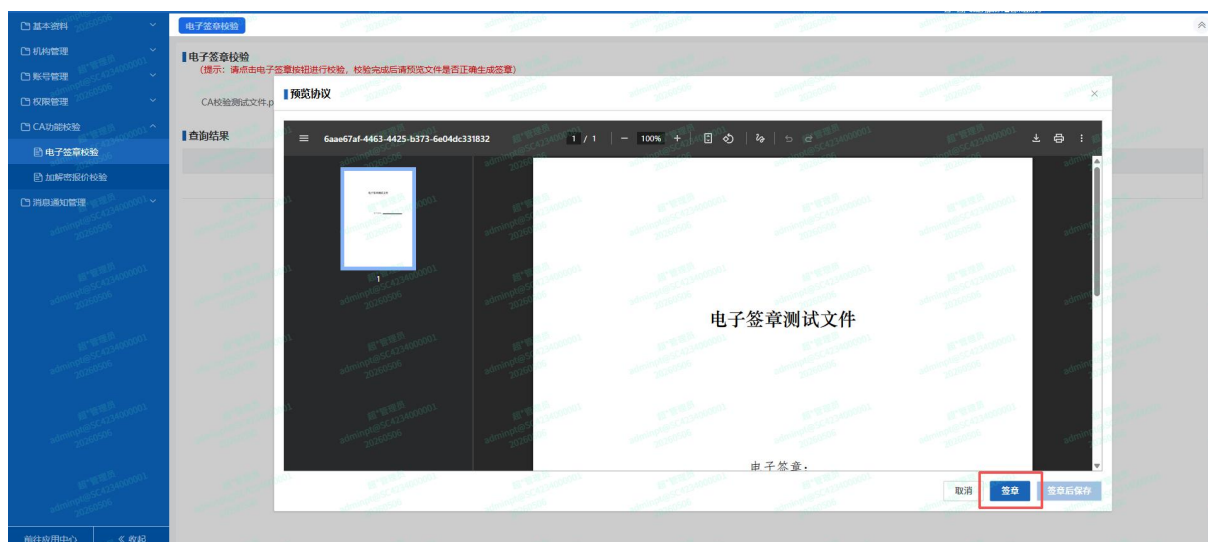 基本资料
机构管理
账号管理
权限管理
CA功能校验
电子签章校验
加解密报价校验
消息通知管理
前往应用中心
收起
电子签章校验
电子签章校验
(提示：请点击电子签章按钮进行校验，校验完成后请预览文件是否正确生成签章)
CA校验测试文件.p
查询结果
预览协议
6aae67af-4463-4425-b373-6e04dc331832
1 / 1
100%
1
电子签章测试文件
电子签章：
取消
签章
签章后保存